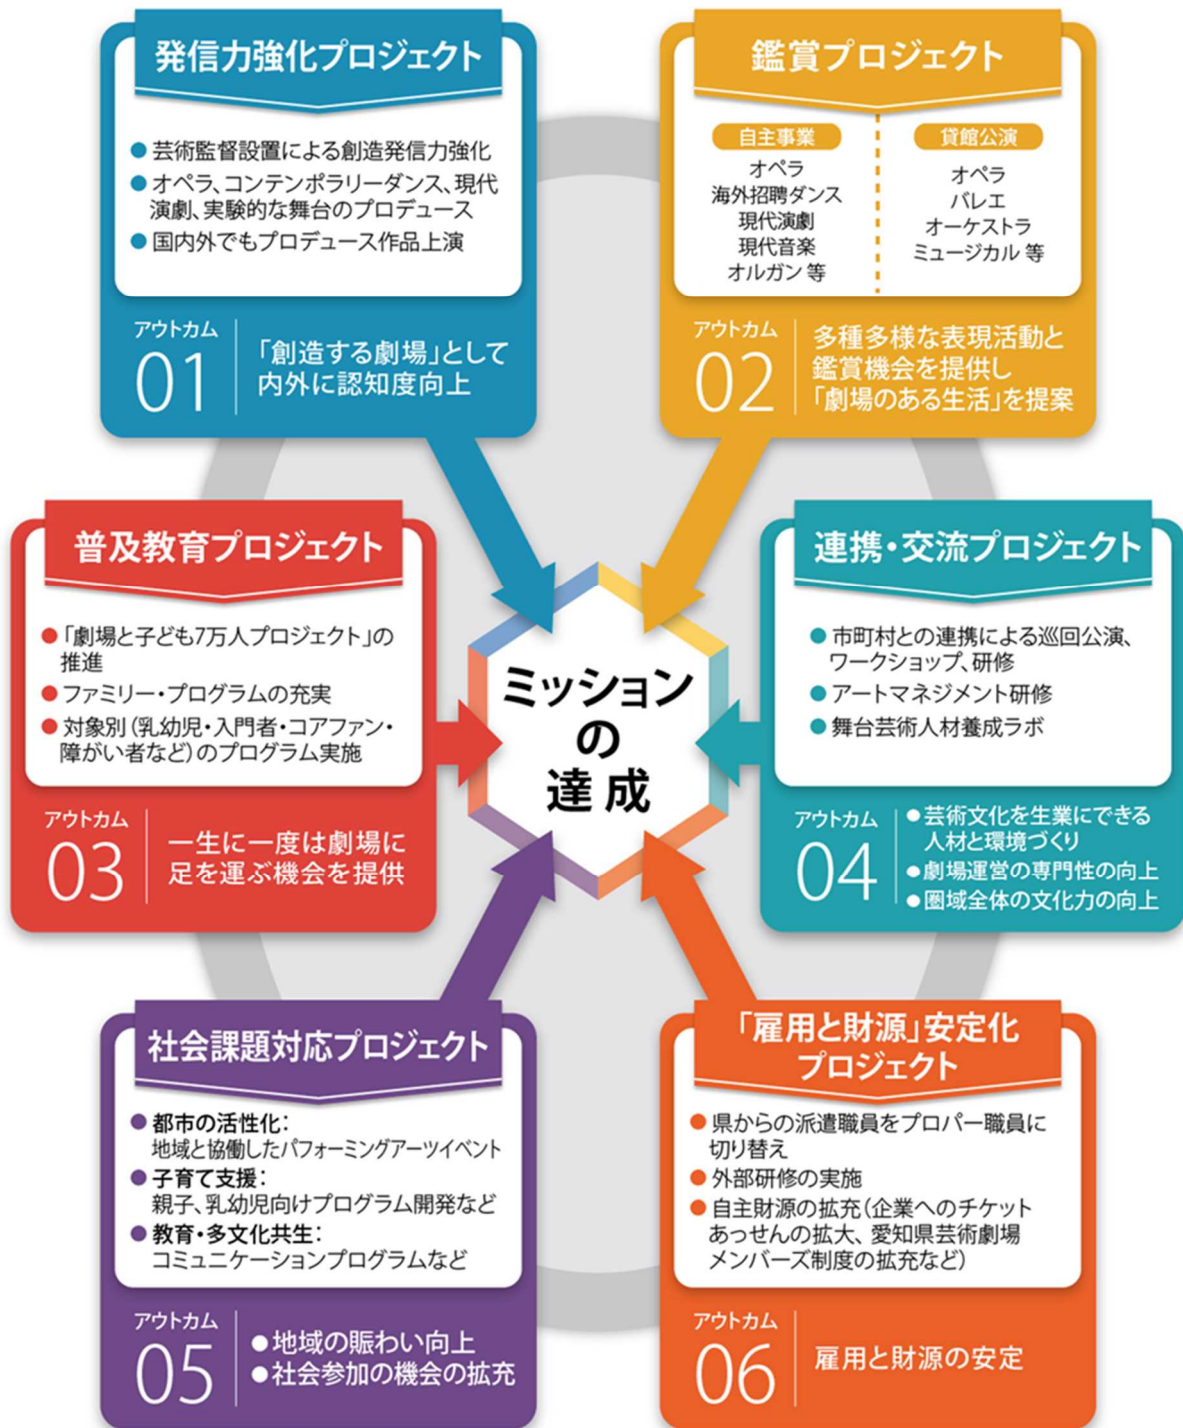 発信力強化プロジェクト
● 芸術監督設置による創造発信力強化
● オペラ、コンテンポラリーダンス、現代
演劇、実験的な舞台のプロデュース
● 国内外でもプロデュース作品上演
アウトカム
01
「創造する劇場」として
内外に認知度向上
鑑賞プロジェクト
自主事業
オペラ
海外招聘ダンス
現代演劇
現代音楽
オルガン 等
貸館公演
オペラ
バレエ
オーケストラ
ミュージカル 等
アウトカム
02
多種多様な表現活動と
鑑賞機会を提供し
「劇場のある生活」を提案
普及教育プロジェクト
● 「劇場と子ども7万人プロジェクト」の
推進
● ファミリー・プログラムの充実
● 対象別(乳幼児・入門者・コアファン・
障がい者など)のプログラム実施
アウトカム
03
一生に一度は劇場に
足を運ぶ機会を提供
ミッション
の
達成
連携・交流プロジェクト
● 市町村との連携による巡回公演、
ワークショップ、研修
● アートマネジメント研修
● 舞台芸術人材養成ラボ
アウトカム
04
● 芸術文化を生業にできる
人材と環境づくり
● 劇場運営の専門性の向上
● 圏域全体の文化力の向上
社会課題対応プロジェクト
● 都市の活性化:
地域と協働したパフォーミングアーツイベント
● 子育て支援:
親子、乳幼児向けプログラム開発など
● 教育・多文化共生:
コミュニケーションプログラムなど
アウトカム
05
● 地域の賑わい向上
● 社会参加の機会の拡充
「雇用と財源」安定化
プロジェクト
● 県からの派遣職員をプロパー職員に
切り替え
● 外部研修の実施
● 自主財源の拡充(企業へのチケット
あっせんの拡大、愛知県芸術劇場
メンバーズ制度の拡充など)
アウトカム
06
雇用と財源の安定